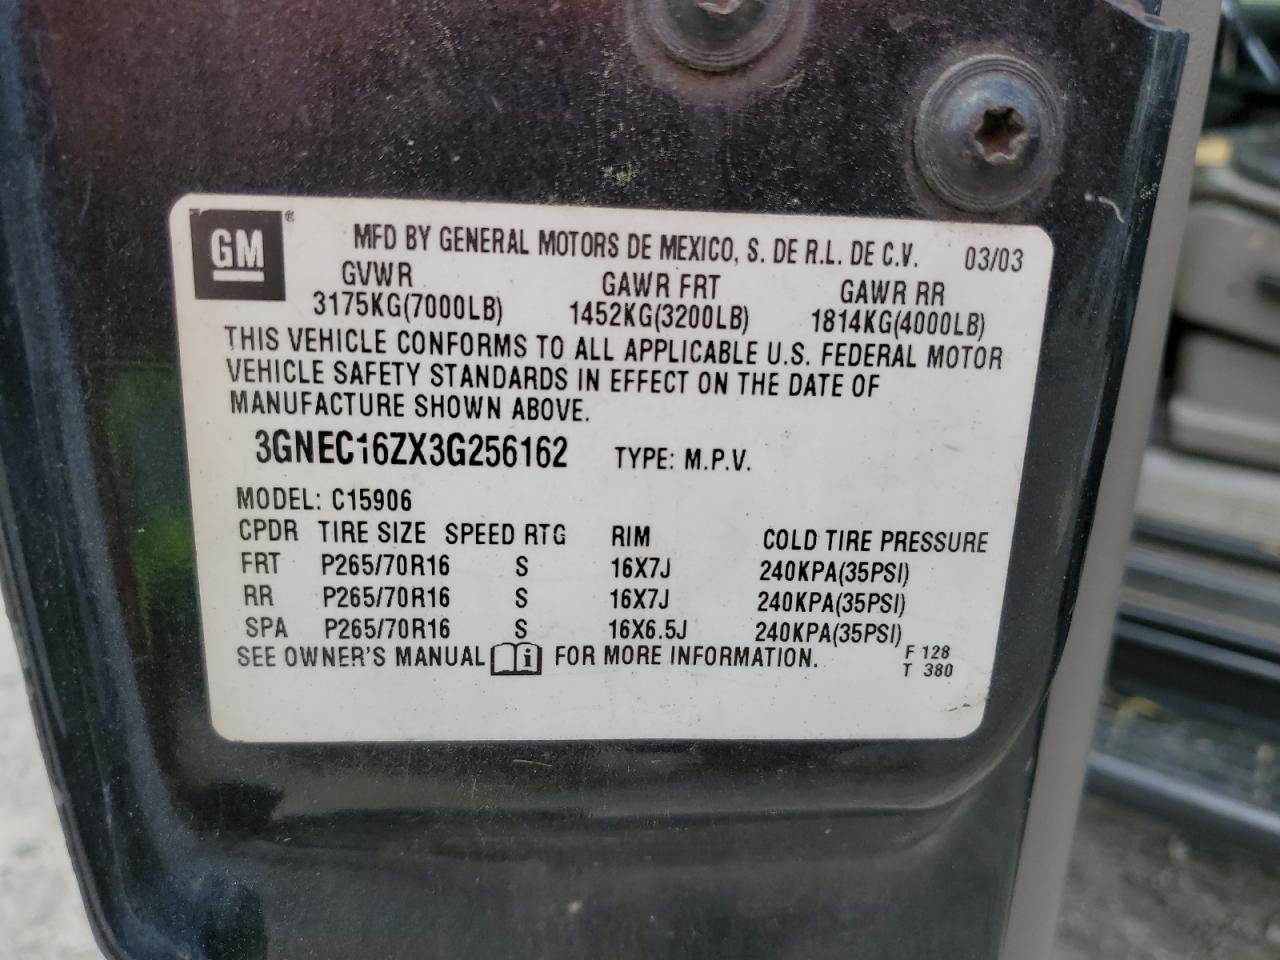 GM ® MFD BY GENERAL MOTORS DE MEXICO, S. DE R.L. DE C.V. 03/03
GVWR GAWR FRT GAWR RR
3175KG(7000LB) 1452KG(3200LB) 1814KG(4000LB)
THIS VEHICLE CONFORMS TO ALL APPLICABLE U.S. FEDERAL MOTOR
VEHICLE SAFETY STANDARDS IN EFFECT ON THE DATE OF
MANUFACTURE SHOWN ABOVE.
3GNEC16ZX3G256162 TYPE: M.P.V.
MODEL: C15906
CPDR TIRE SIZE SPEED RTG RIM COLD TIRE PRESSURE
FRT P265/70R16 S 16X7J 240KPA(35PSI)
RR P265/70R16 S 16X7J 240KPA(35PSI)
SPA P265/70R16 S 16X6.5J 240KPA(35PSI)
SEE OWNER'S MANUAL i FOR MORE INFORMATION. F 128
T 380